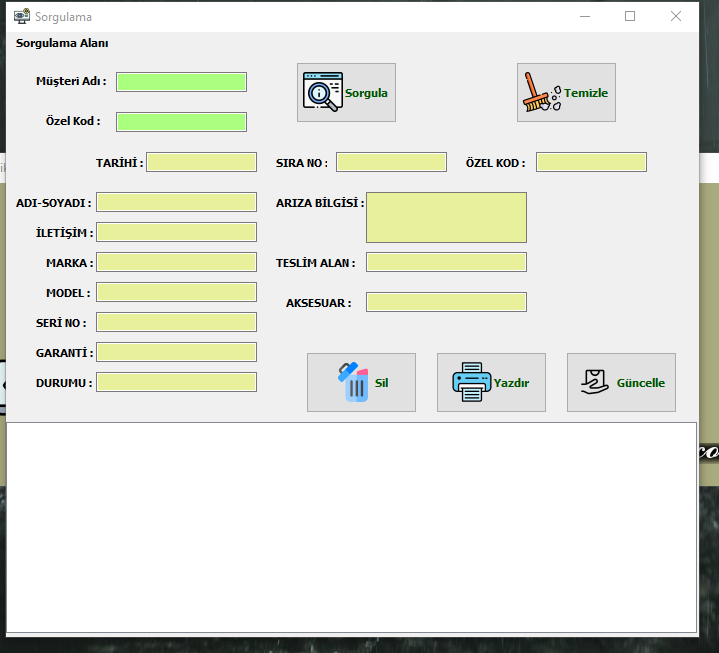 Sorgulama
Sorgulama Alanı
Müşteri Adı :
Sorgula
Temizle
Özel Kod :
TARİHİ :
SIRA NO :
ÖZEL KOD :
ADI-SOYADI :
ARIZA BİLGİSİ :
İLETİŞİM :
MARKA :
TESLİM ALAN :
MODEL :
AKSESUAR :
SERİ NO :
GARANTİ :
DURUMU :
Sil
Yazdır
Güncelle
co